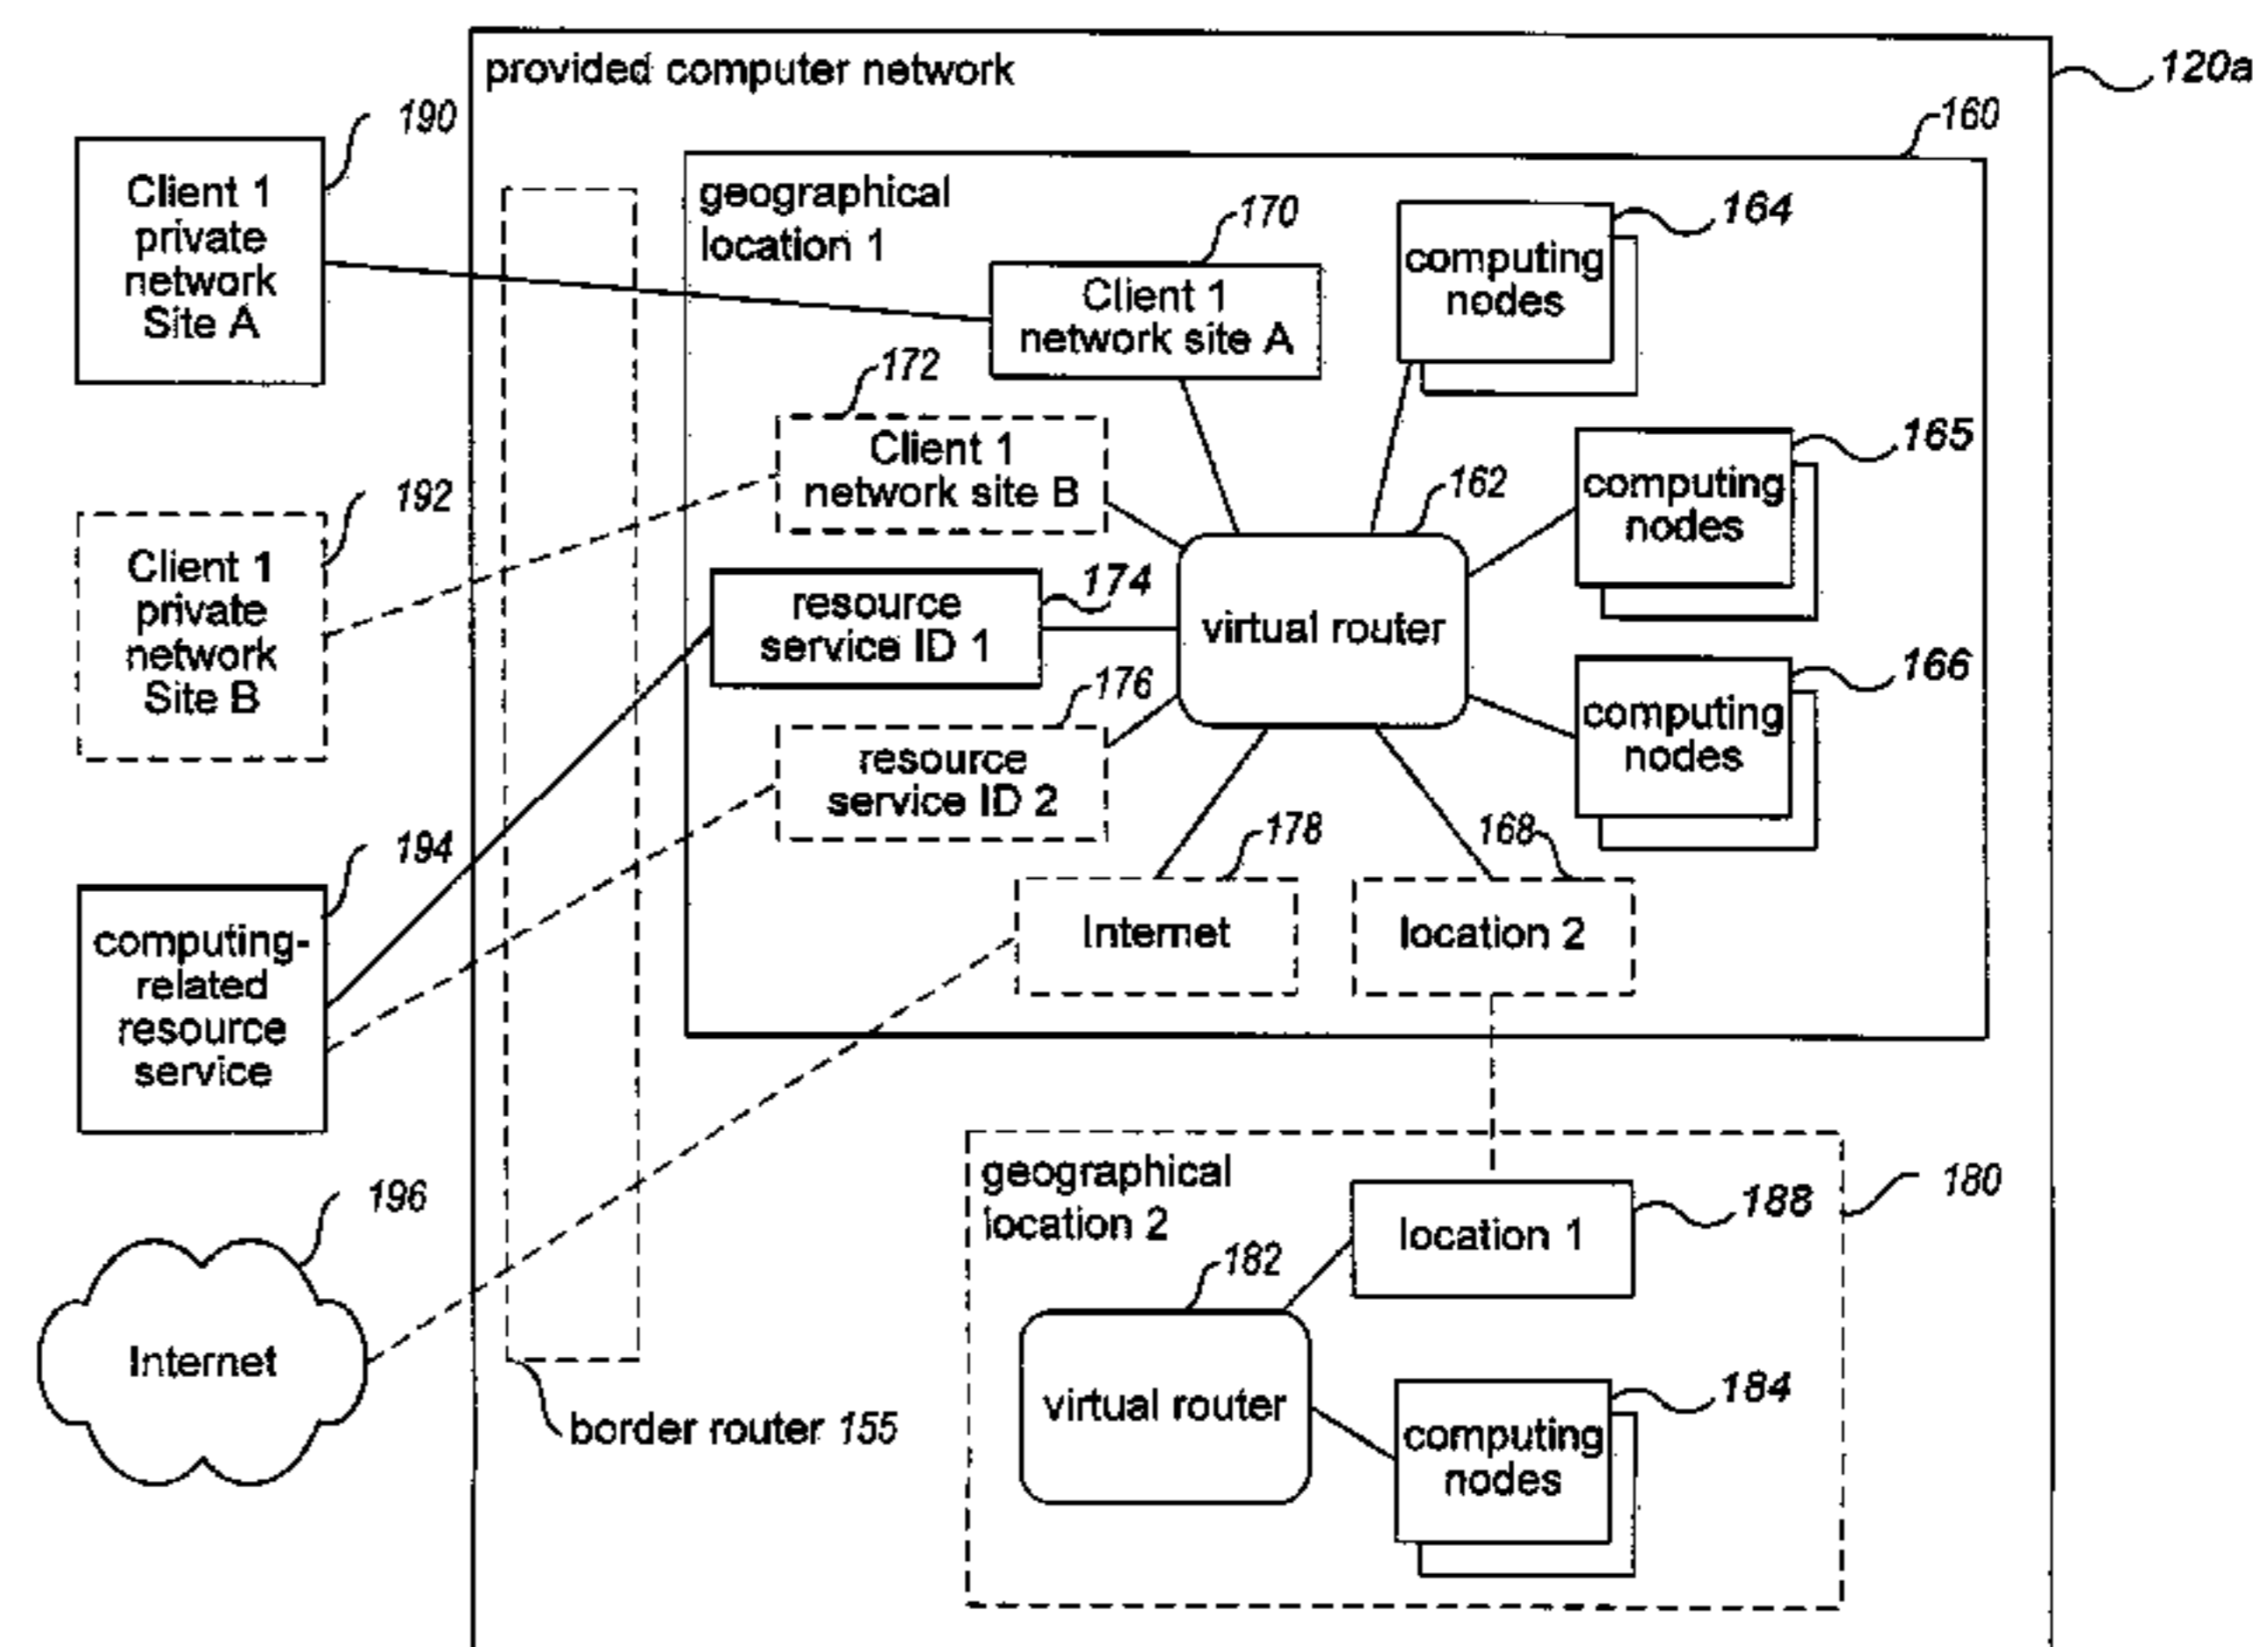 provided computer network
120a
190
160
Client 1
private
network
Site A
geographical
location 1
170
164
Client 1
network site A
computing
nodes
172
165
Client 1
network site B
computing
nodes
192
162
Client 1
private
network
Site B
174
resource
service ID 1
virtual router
166
176
computing
nodes
resource
service ID 2
194
178
168
computing-
related
resource
service
Internet
location 2
196
geographical
location 2
180
188
location 1
182
Internet
virtual router
184
border router 155
computing
nodes